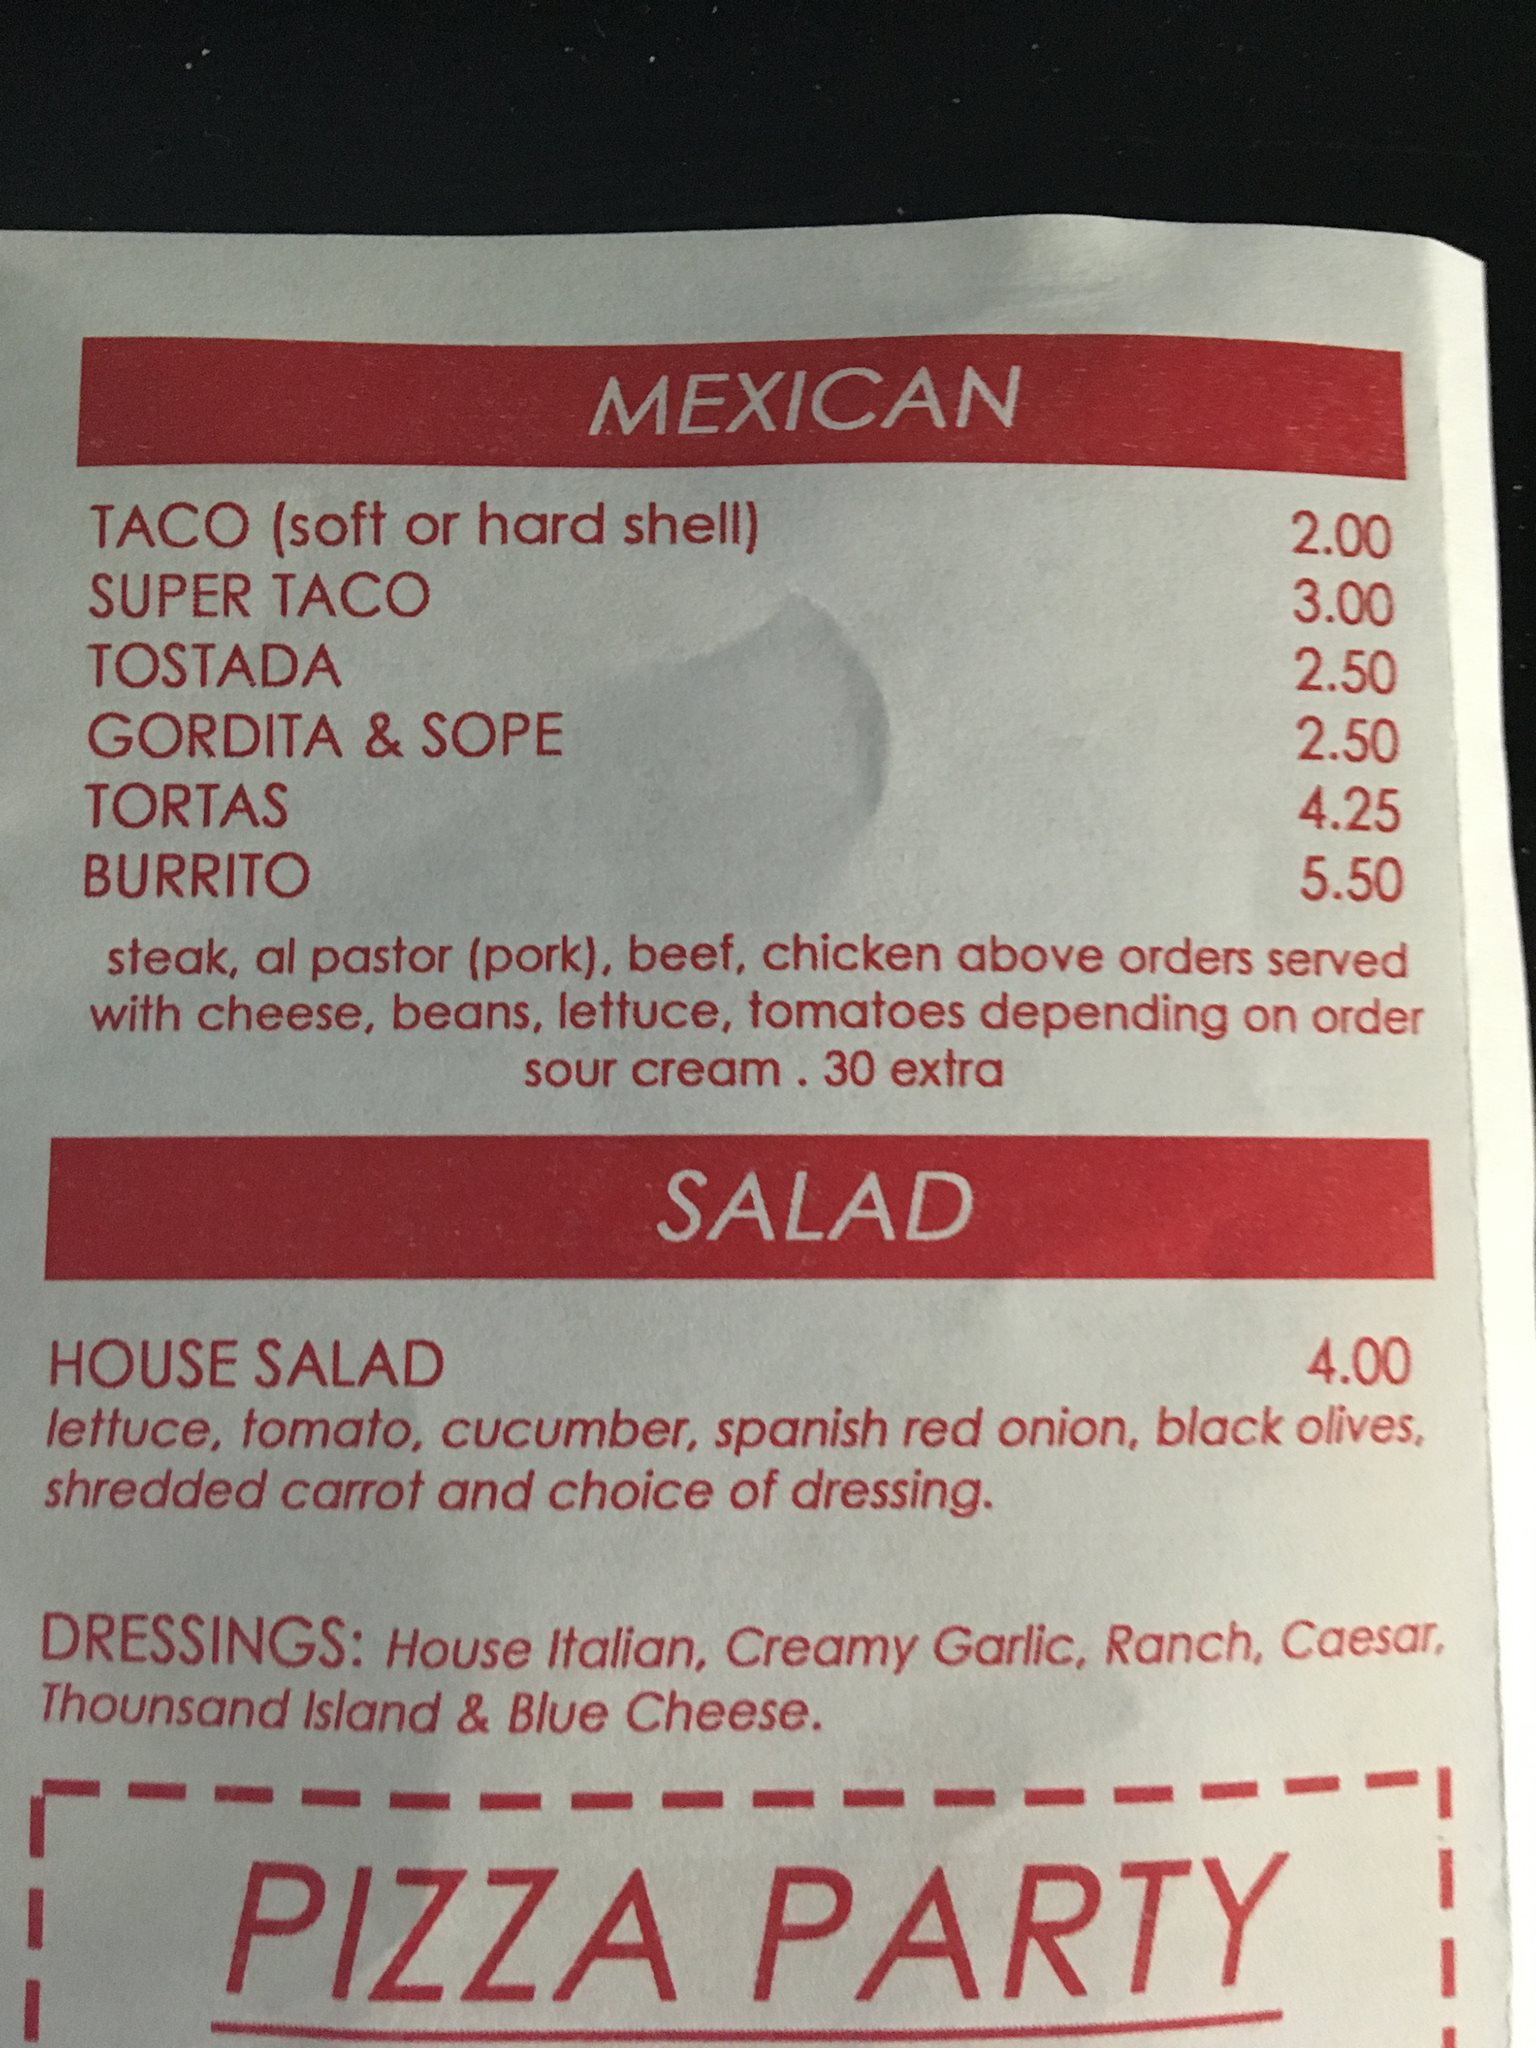 MEXICAN
TACO (soft or hard shell) 2.00
SUPER TACO 3.00
TOSTADA 2.50
GORDITA & SOPE 2.50
TORTAS 4.25
BURRITO 5.50
steak, al pastor (pork), beef, chicken above orders served
with cheese, beans, lettuce, tomatoes depending on order
sour cream . 30 extra
SALAD
HOUSE SALAD 4.00
lettuce, tomato, cucumber, spanish red onion, black olives,
shredded carrot and choice of dressing.
DRESSINGS: House Italian, Creamy Garlic, Ranch, Caesar,
Thounsand Island & Blue Cheese.
PIZZA PARTY